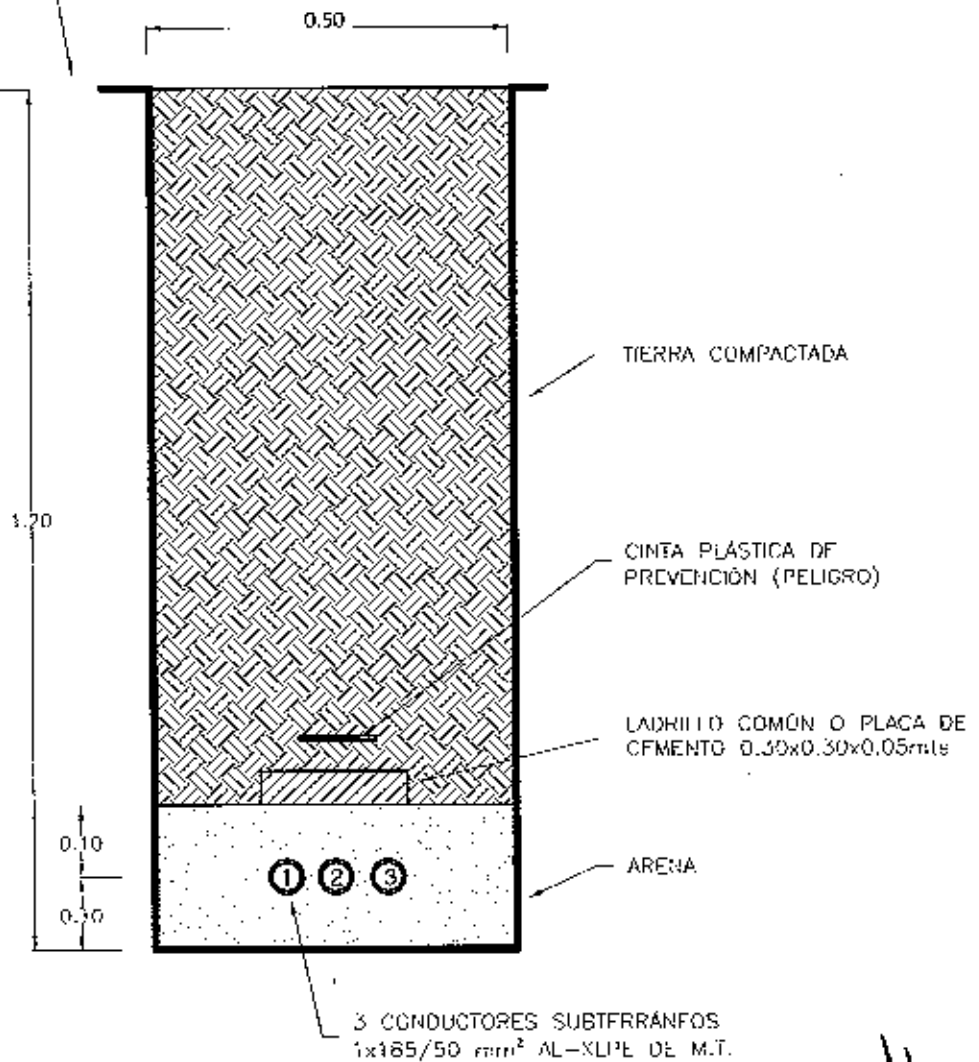 0.50
TIERRA COMPACTADA
1.20
CINTA PLÁSTICA DE
PREVENCIÓN (PELIGRO)
LADRILLO COMÚN O PLACA DE
CEMENTO 0.30x0.30x0.05mts
0.10
ARENA
1 2 3
0.10
3 CONDUCTORES SUBTERRÁNEOS
1x185/50 mm² AL-XLPE DE M.T.